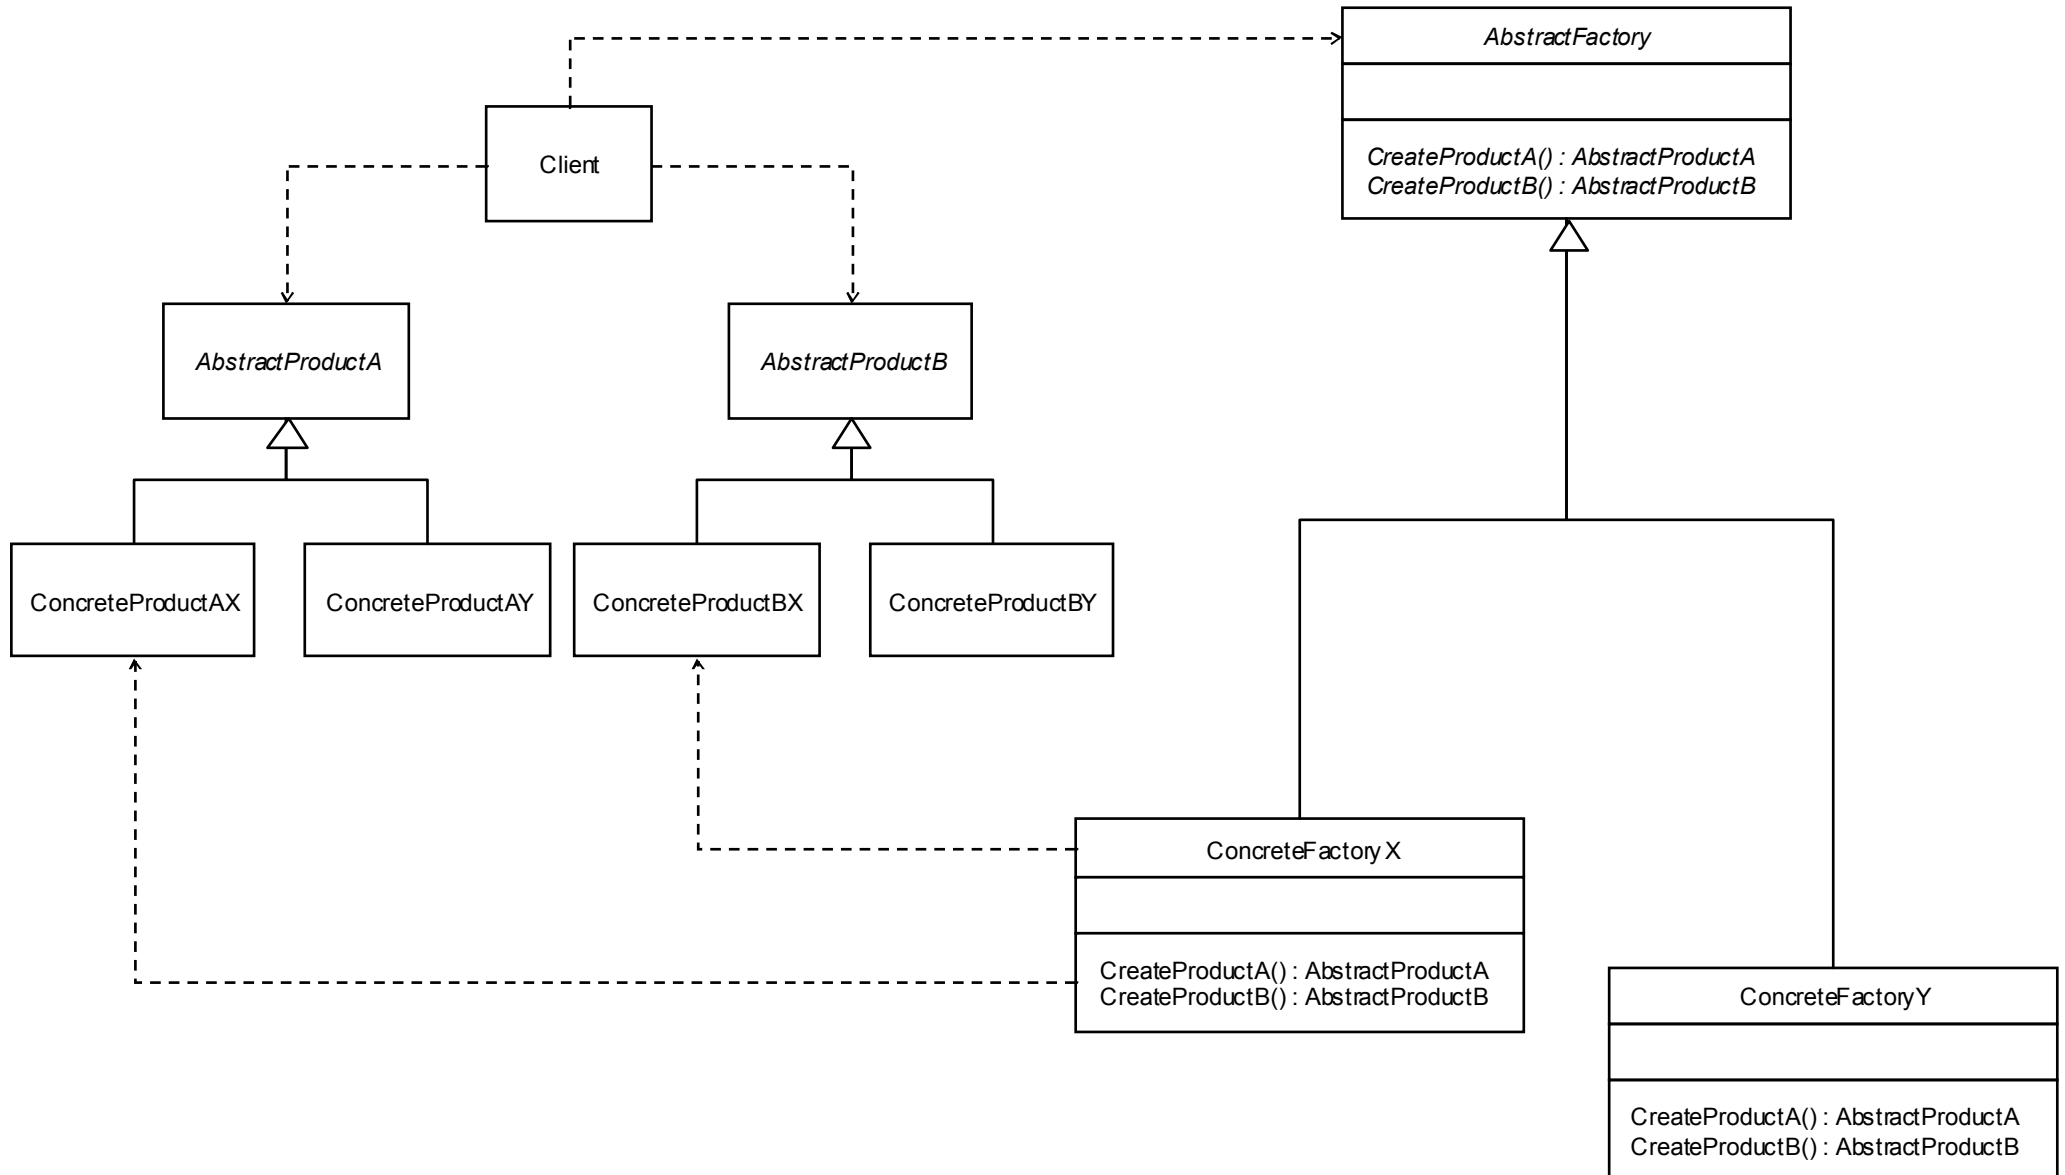 AbstractFactory
CreateProductA() : AbstractProductA
CreateProductB() : AbstractProductB
Client
AbstractProductA
AbstractProductB
ConcreteProductAX
ConcreteProductAY
ConcreteProductBX
ConcreteProductBY
ConcreteFactoryX
CreateProductA() : AbstractProductA
CreateProductB() : AbstractProductB
ConcreteFactoryY
CreateProductA() : AbstractProductA
CreateProductB() : AbstractProductB